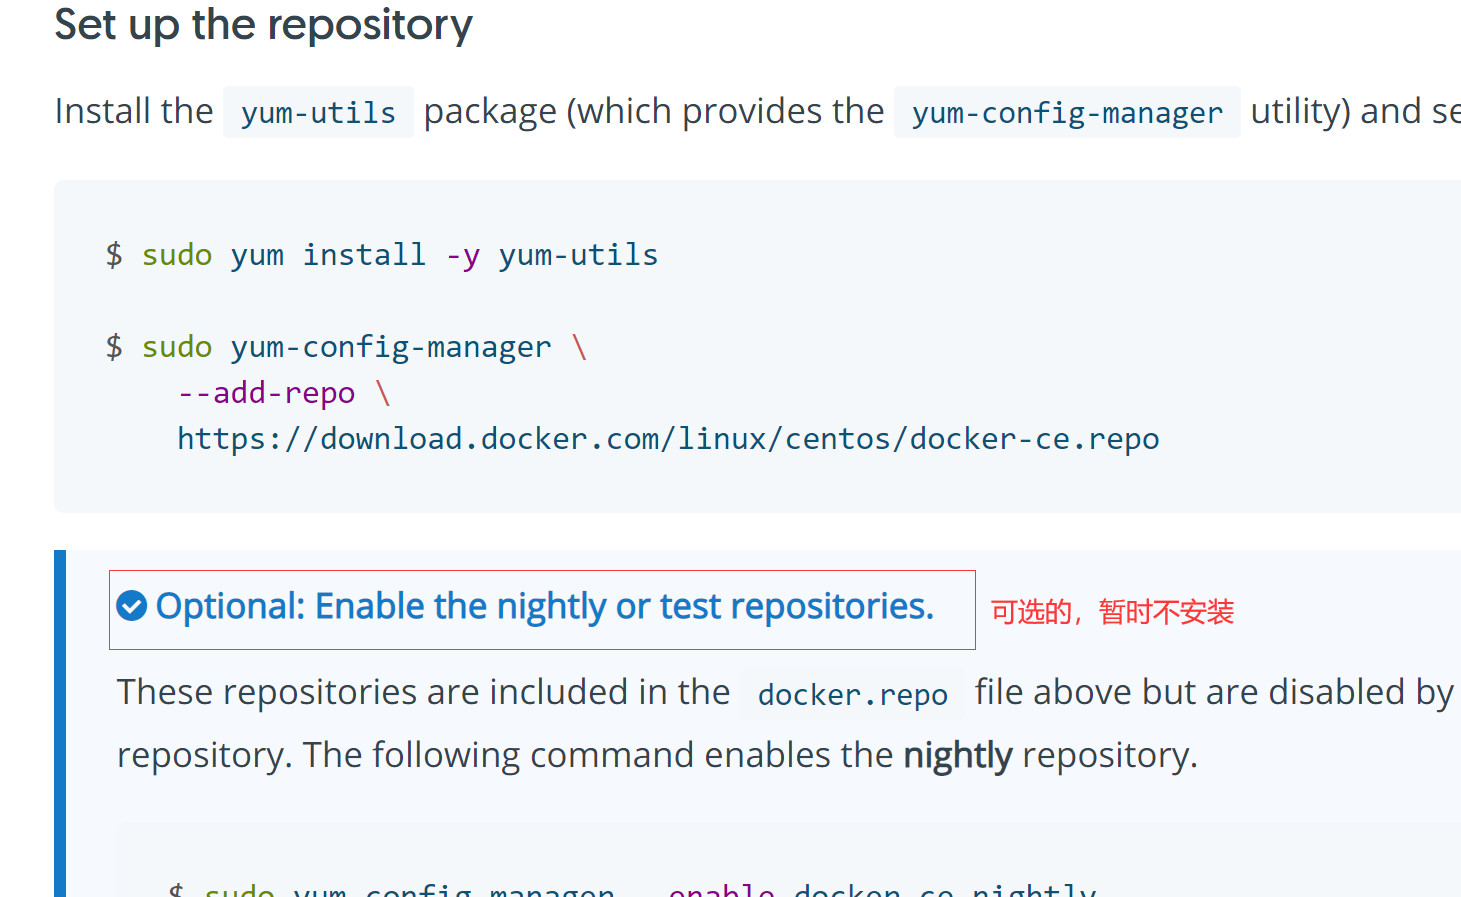 Set up the repository
Install the yum-utils package (which provides the yum-config-manager utility) and se
$ sudo yum install -y yum-utils
$ sudo yum-config-manager \
--add-repo \
https://download.docker.com/linux/centos/docker-ce.repo
Optional: Enable the nightly or test repositories. 可选的，暂时不安装
These repositories are included in the docker.repo file above but are disabled by
repository. The following command enables the nightly repository.
$ sudo yum-config-manager --enable docker-ce-nightly